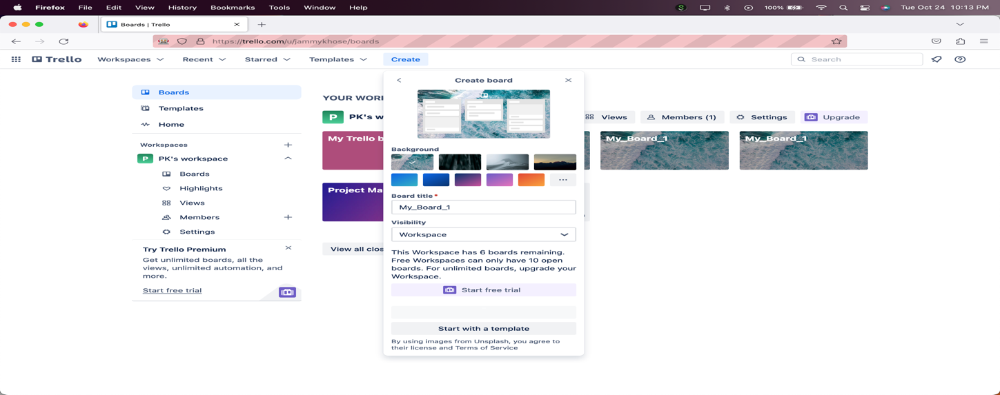 Firefox File Edit View History Bookmarks Tools Window Help
100%
Tue Oct 24 10:13 PM
Boards | Trello
https://trello.com/u/jammykhose/boards
Trello
Workspaces
Recent
Starred
Templates
Create
Search
Boards
Templates
Home
Workspaces
P PK's workspace
Boards
Highlights
Views
Members
Settings
Try Trello Premium
Get unlimited boards, all the
views, unlimited automation, and
more.
Start free trial
YOUR WOR
P PK's w
My Trello b
Project Ma
View all clos
Create board
Background
Board title *
My_Board_1
Visibility
Workspace
This Workspace has 6 boards remaining.
Free Workspaces can only have 10 open
boards. For unlimited boards, upgrade your
Workspace.
Start free trial
Start with a template
By using images from Unsplash, you agree to
their license and Terms of Service
Views
Members (1)
Settings
Upgrade
My_Board_1
My_Board_1